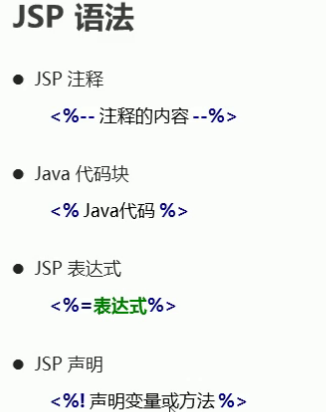 JSP 语法
JSP 注释
<%-- 注释的内容 --%>
Java 代码块
<% Java代码 %>
JSP 表达式
<%=表达式%>
JSP 声明
<%! 声明变量或方法 %>